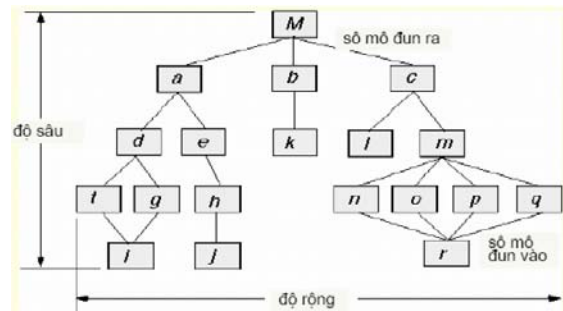 M
số mô đun ra
a b c
độ sâu
d e k l m
t g h n o p q
i j r
số mô
đun vào
độ rộng